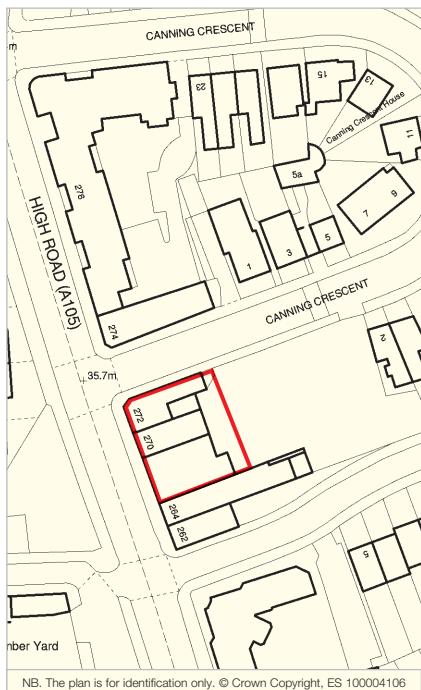 CANNING CRESCENT
m
23
15
13
Canning Crescent House
11
5a
276
HIGH ROAD (A105)
9
7
5
3
1
274
CANNING CRESCENT
2
35.7m
272
270
264
262
5
mber Yard
NB. The plan is for identification only. © Crown Copyright, ES 100004106